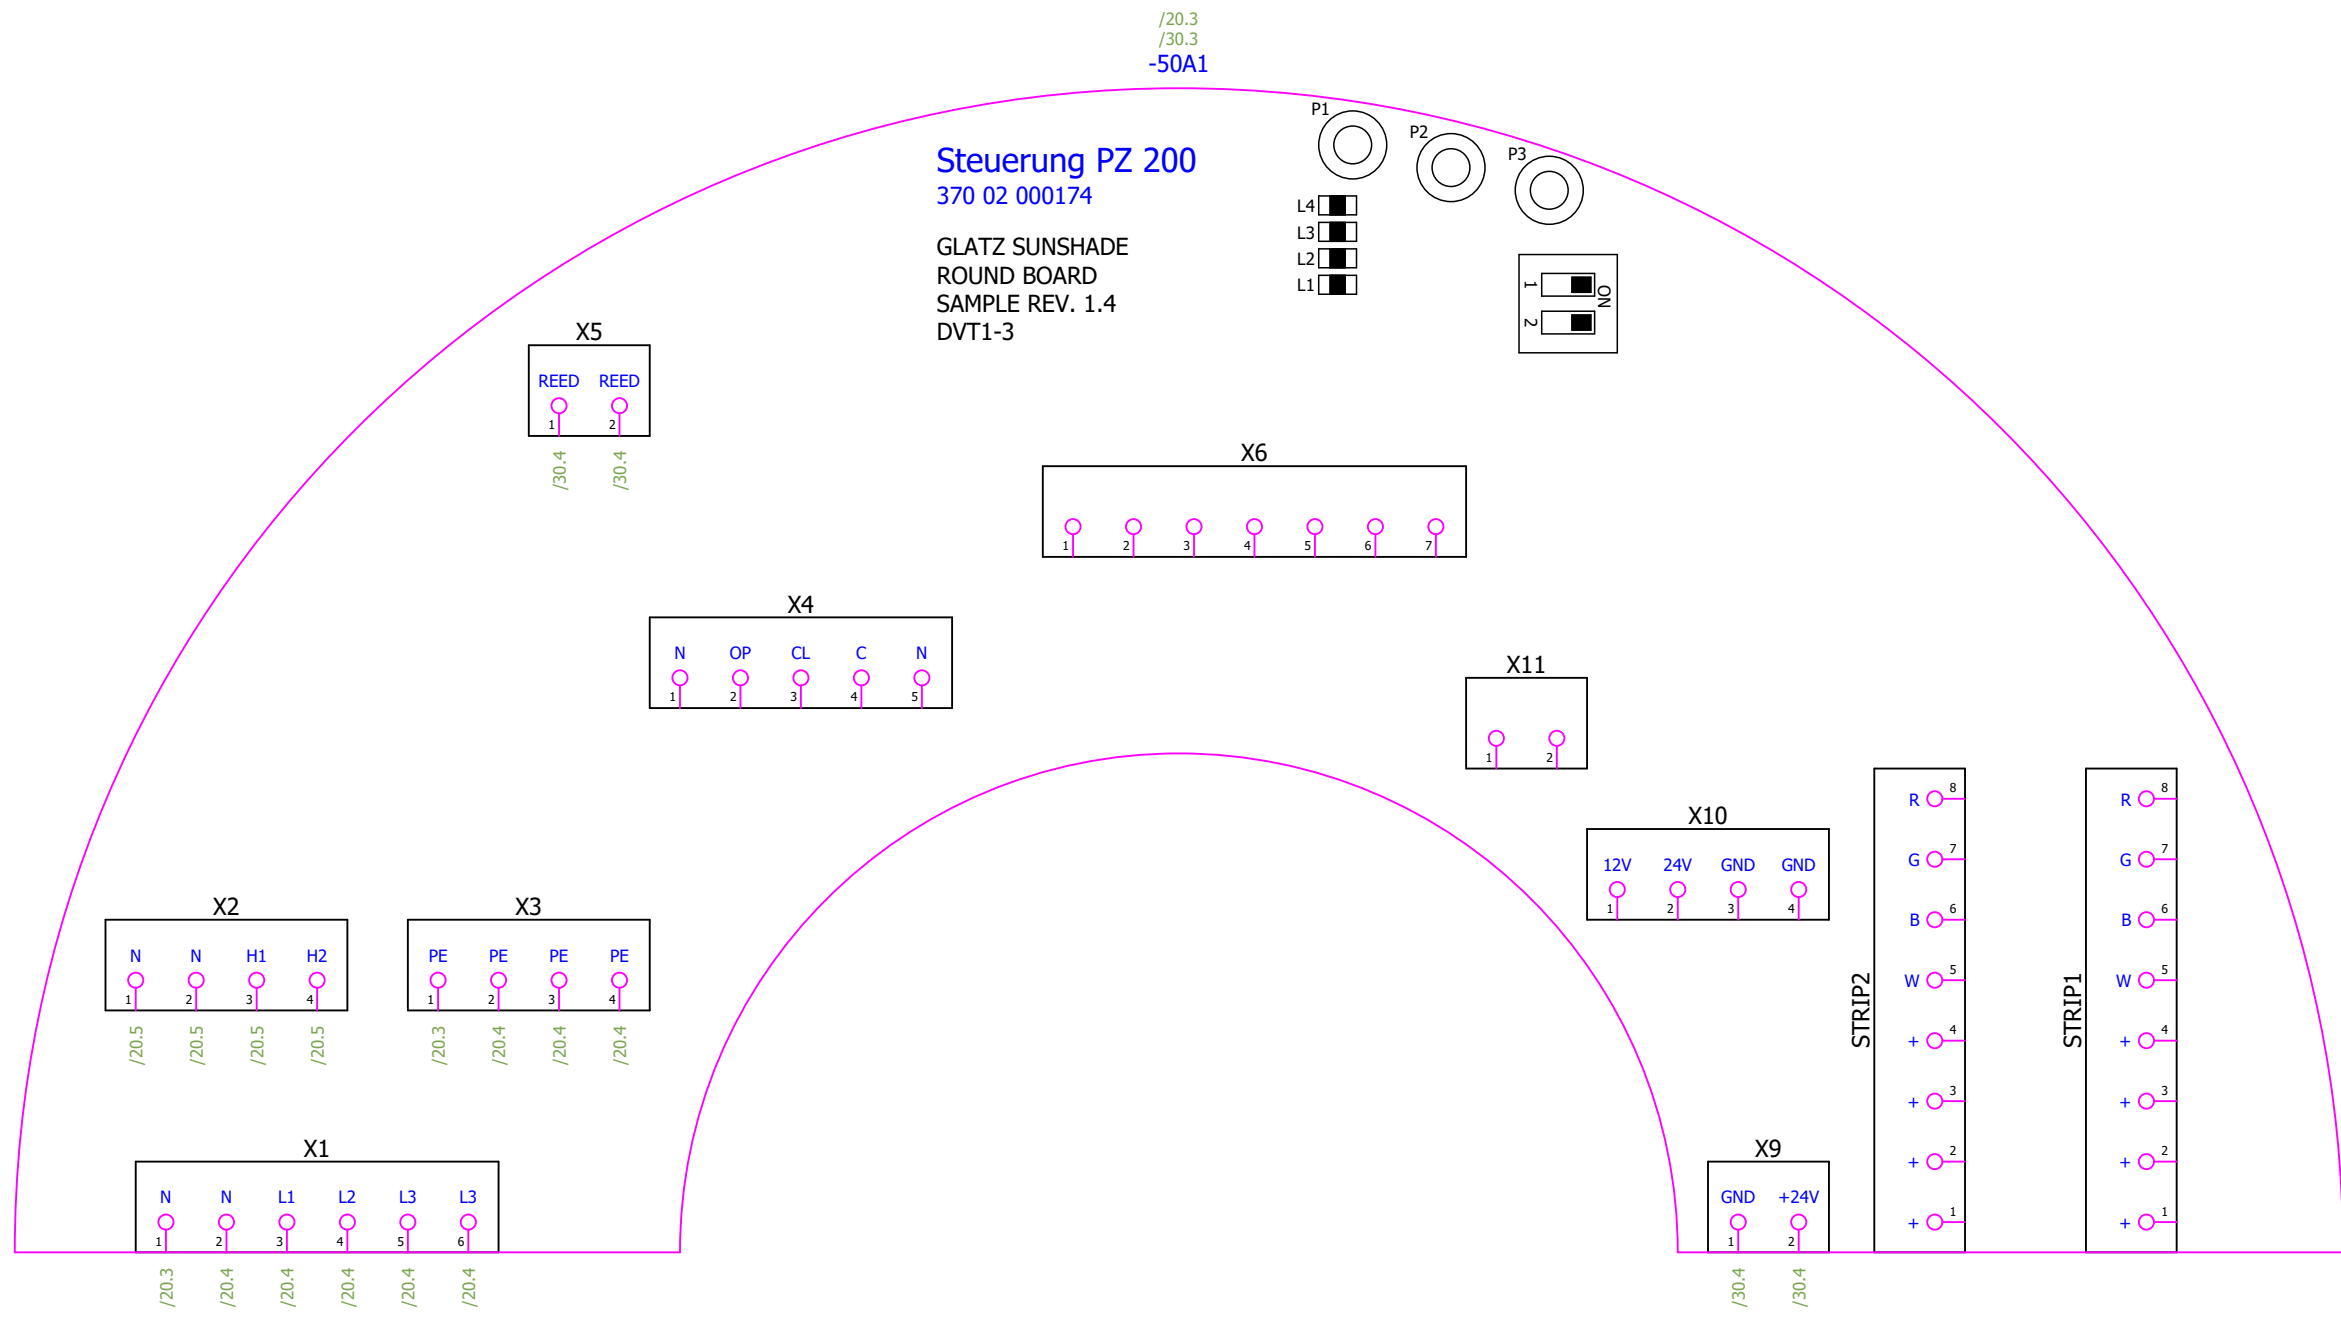 /20.3
/30.3
-50A1
P1
P2
P3
Steuerung PZ 200
370 02 000174
GLATZ SUNSHADE
ROUND BOARD
SAMPLE REV. 1.4
DVT1-3
L4
L3
L2
L1
1
2
ON
X5
REED REED
1 2
/30.4 /30.4
X6
1 2 3 4 5 6 7
X4
N OP CL C N
1 2 3 4 5
X11
1 2
X10
12V 24V GND GND
1 2 3 4
X2
N N H1 H2
1 2 3 4
/20.5 /20.5 /20.5 /20.5
X3
PE PE PE PE
1 2 3 4
/20.3 /20.4 /20.4 /20.4
X1
N N L1 L2 L3 L3
1 2 3 4 5 6
/20.3 /20.4 /20.4 /20.4 /20.4 /20.4
X9
GND +24V
1 2
/30.4 /30.4
STRIP2
R 8
G 7
B 6
W 5
+ 4
+ 3
+ 2
+ 1
STRIP1
R 8
G 7
B 6
W 5
+ 4
+ 3
+ 2
+ 1